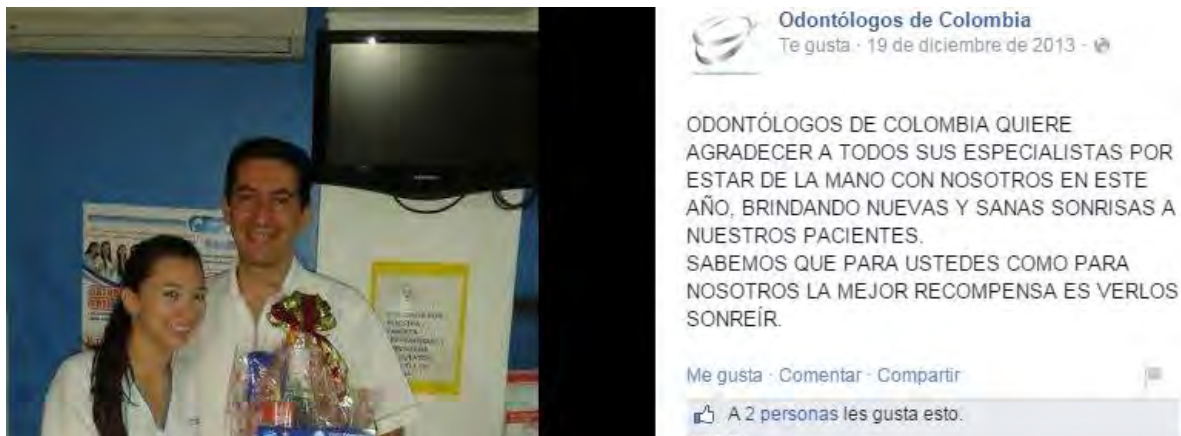 Odontólogos de Colombia
Te gusta · 19 de diciembre de 2013 ·
ODONTÓLOGOS DE COLOMBIA QUIERE
AGRADECER A TODOS SUS ESPECIALISTAS POR
ESTAR DE LA MANO CON NOSOTROS EN ESTE
AÑO, BRINDANDO NUEVAS Y SANAS SONRISAS A
NUESTROS PACIENTES.
SABEMOS QUE PARA USTEDES COMO PARA
NOSOTROS LA MEJOR RECOMPENSA ES VERLOS
SONREÍR.
Me gusta · Comentar · Compartir
A 2 personas les gusta esto.